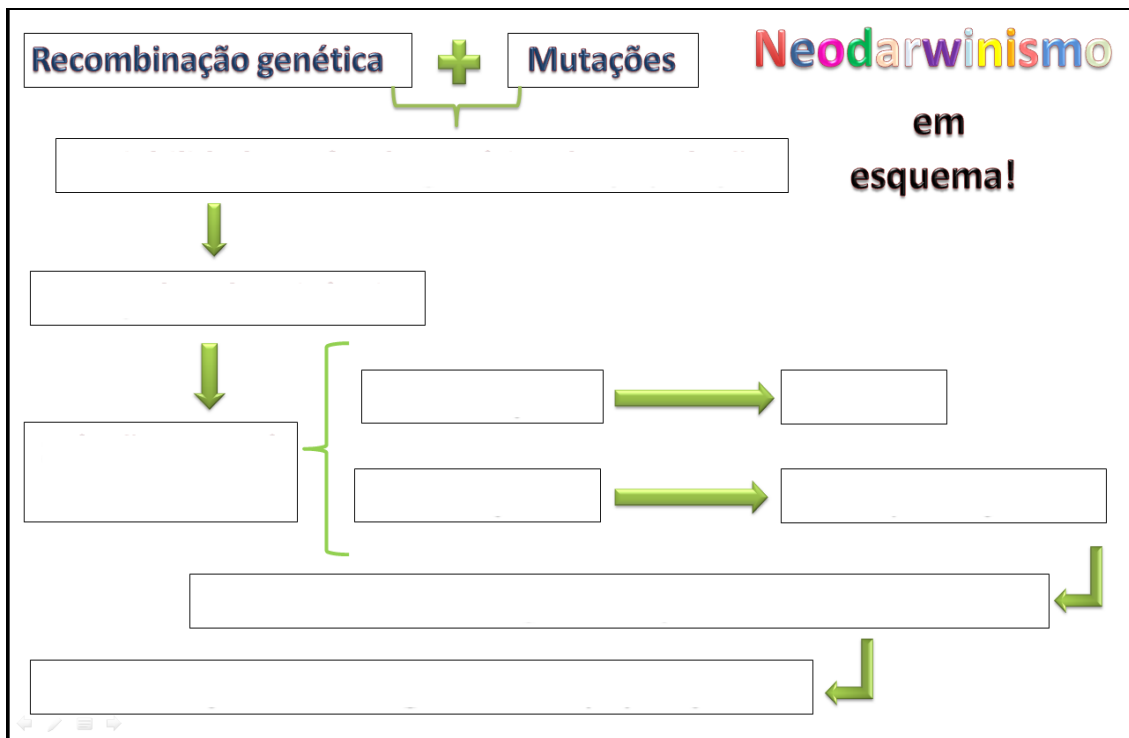 Recombinação genética
Mutações
Neodarwinismo
em
esquema!